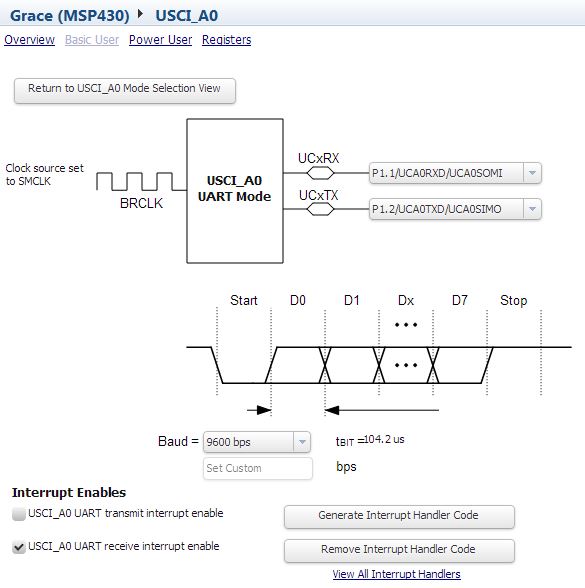 Grace (MSP430) USCI_A0
Overview Basic User Power User Registers
Return to USCI_A0 Mode Selection View
Clock source set
to SMCLK
BRCLK
USCI_A0
UART Mode
UCxRX
P1.1/UCA0RXD/UCA0SOMI
UCxTX
P1.2/UCA0TXD/UCA0SIMO
Start D0 D1 Dx D7 Stop
Baud = 9600 bps tBIT =104.2 us
Set Custom bps
Interrupt Enables
USCI_A0 UART transmit interrupt enable Generate Interrupt Handler Code
USCI_A0 UART receive interrupt enable Remove Interrupt Handler Code
View All Interrupt Handlers